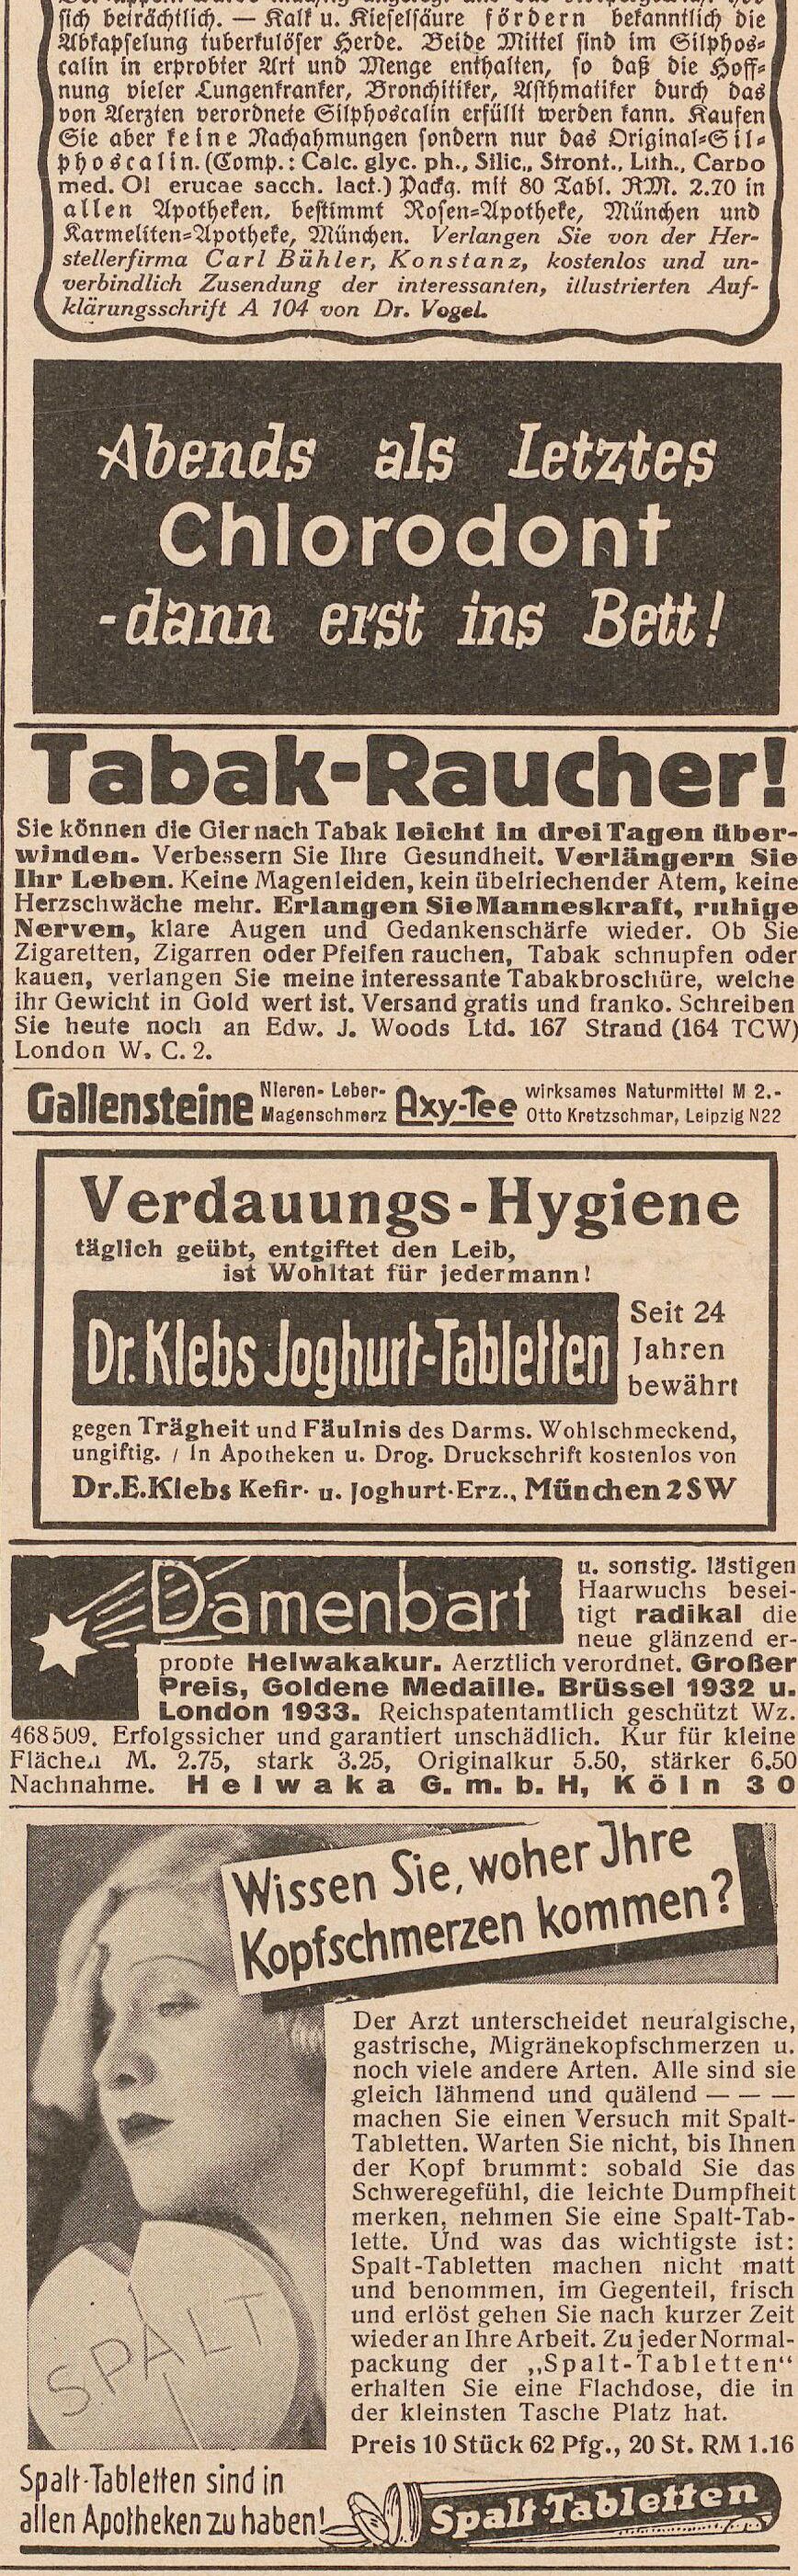 sich beträchtlich. — Kalk u. Kieselsäure fördern bekanntlich die
Abkapselung tuberkulöser Herde. Beide Mittel sind im Silphos=
calin in erprobter Art und Menge enthalten, so daß die Hoff=
nung vieler Lungenkranker, Bronchitiker, Asthmatiker durch das
von Aerzten verordnete Silphoscalin erfüllt werden kann. Kaufen
Sie aber keine Nachahmungen sondern nur das Original=Sil=
phoscalin. (Comp.: Calc. glyc. ph., Silic., Stront., Lith., Carbo
med. Ol erucae sacch. lact.) Packg. mit 80 Tabl. RM. 2.70 in
allen Apotheken, bestimmt Rosen=Apotheke, München und
Karmeliten=Apotheke, München. Verlangen Sie von der Her-
stellerfirma Carl Bühler, Konstanz, kostenlos und un-
verbindlich Zusendung der interessanten, illustrierten Auf-
klärungsschrift A 104 von Dr. Vogel.
Abends als Letztes
Chlorodont
-dann erst ins Bett!
Tabak-Raucher!
Sie können die Gier nach Tabak leicht in drei Tagen über-
winden. Verbessern Sie Ihre Gesundheit. Verlängern Sie
Ihr Leben. Keine Magenleiden, kein übelriechender Atem, keine
Herzschwäche mehr. Erlangen Sie Manneskraft, ruhige
Nerven, klare Augen und Gedankenschärfe wieder. Ob Sie
Zigaretten, Zigarren oder Pfeifen rauchen, Tabak schnupfen oder
kauen, verlangen Sie meine interessante Tabakbroschüre, welche
ihr Gewicht in Gold wert ist. Versand gratis und franko. Schreiben
Sie heute noch an Edw. J. Woods Ltd. 167 Strand (164 TCW)
London W. C. 2.
Gallensteine Nieren- Leber- Magenschmerz Axy-Tee wirksames Naturmittel M 2.-
Otto Kretzschmar, Leipzig N22
Verdauungs-Hygiene
täglich geübt, entgiftet den Leib,
ist Wohltat für jedermann!
Dr. Klebs Joghurt-Tabletten
Seit 24
Jahren
bewährt
gegen Trägheit und Fäulnis des Darms. Wohlschmeckend,
ungiftig. / In Apotheken u. Drog. Druckschrift kostenlos von
Dr. E. Klebs Kefir- u. Joghurt-Erz., München 2 SW
Damenbart
u. sonstig. lästigen
Haarwuchs besei-
tigt radikal die
neue glänzend er-
probte Helwakakur. Aerztlich verordnet. Großer
Preis, Goldene Medaille. Brüssel 1932 u.
London 1933. Reichspatentamtlich geschützt Wz.
468509. Erfolgssicher und garantiert unschädlich. Kur für kleine
Flächen M. 2.75, stark 3.25, Originalkur 5.50, stärker 6.50
Nachnahme. Helwaka G. m. b. H, Köln 30
Wissen Sie, woher Ihre
Kopfschmerzen kommen?
Der Arzt unterscheidet neuralgische,
gastrische, Migränekopfschmerzen u.
noch viele andere Arten. Alle sind sie
gleich lähmend und quälend — — —
machen Sie einen Versuch mit Spalt-
Tabletten. Warten Sie nicht, bis Ihnen
der Kopf brummt: sobald Sie das
Schweregefühl, die leichte Dumpfheit
merken, nehmen Sie eine Spalt-Tab-
lette. Und was das wichtigste ist:
Spalt-Tabletten machen nicht matt
und benommen, im Gegenteil, frisch
und erlöst gehen Sie nach kurzer Zeit
wieder an Ihre Arbeit. Zu jeder Normal-
packung der „Spalt-Tabletten“
erhalten Sie eine Flachdose, die in
der kleinsten Tasche Platz hat.
Preis 10 Stück 62 Pfg., 20 St. RM 1.16
SPALT
Spalt-Tabletten sind in
allen Apotheken zu haben!
Spalt-Tabletten